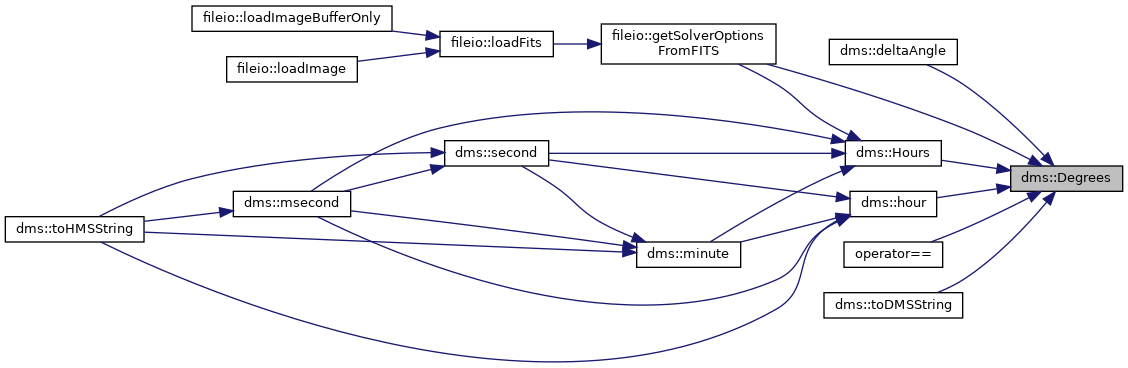 fileio::loadImageBufferOnly
fileio::loadImage
fileio::loadFits
fileio::getSolverOptions
FromFITS
dms::deltaAngle
dms::second
dms::Hours
dms::Degrees
dms::msecond
dms::hour
dms::toHMSString
dms::minute
operator==
dms::toDMSString